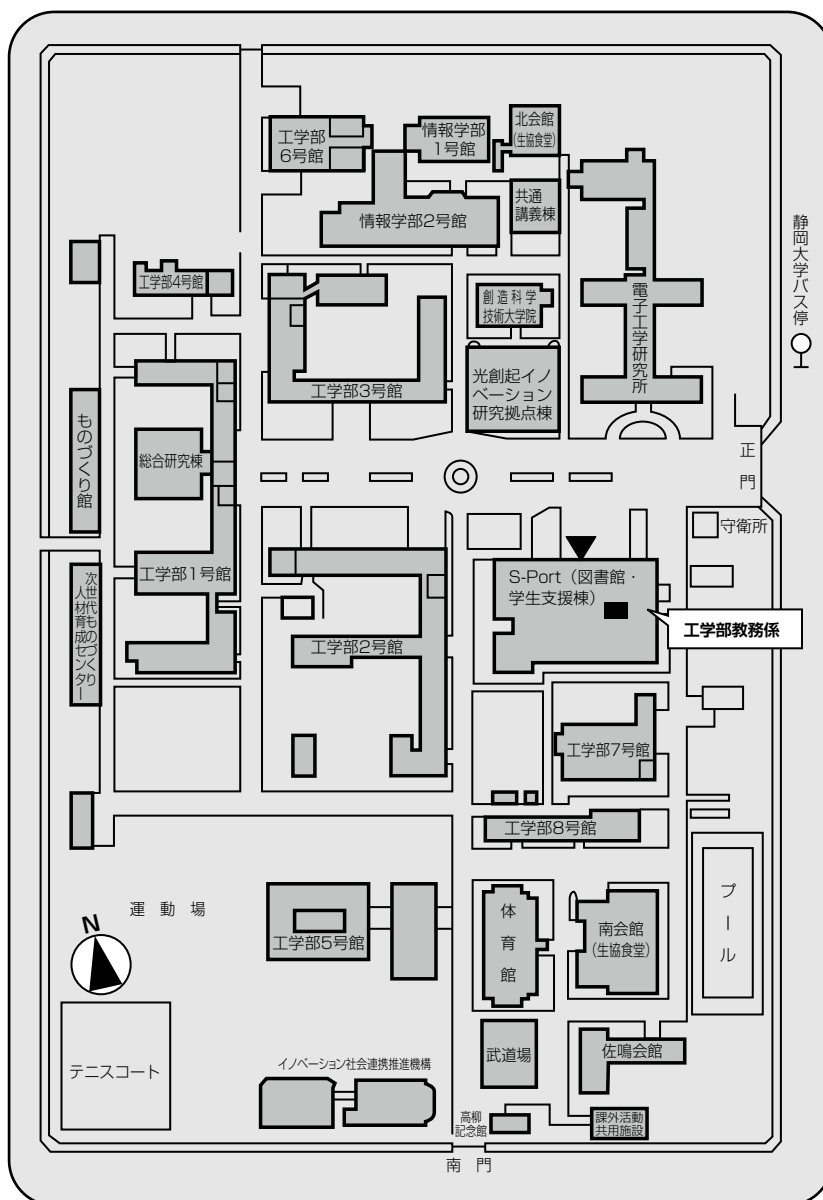 工学部
6号館
情報学部
1号館
北会館
(生協食堂)
情報学部2号館
共通
講義棟
静岡大学バス停
工学部4号館
創造科学
技術大学院
電子工学研究所
工学部3号館
光創起イノ
ベーション
研究拠点棟
ものづくり館
総合研究棟
正門
守衛所
工学部1号館
S-Port（図書館・
学生支援棟）
工学部教務係
次世代ものづくり
人材育成センター
工学部2号館
工学部7号館
工学部8号館
運動場
N
工学部5号館
体育館
南会館
(生協食堂)
プール
テニスコート
イノベーション社会連携推進機構
武道場
佐鳴会館
高柳
記念館
課外活動
共用施設
南門